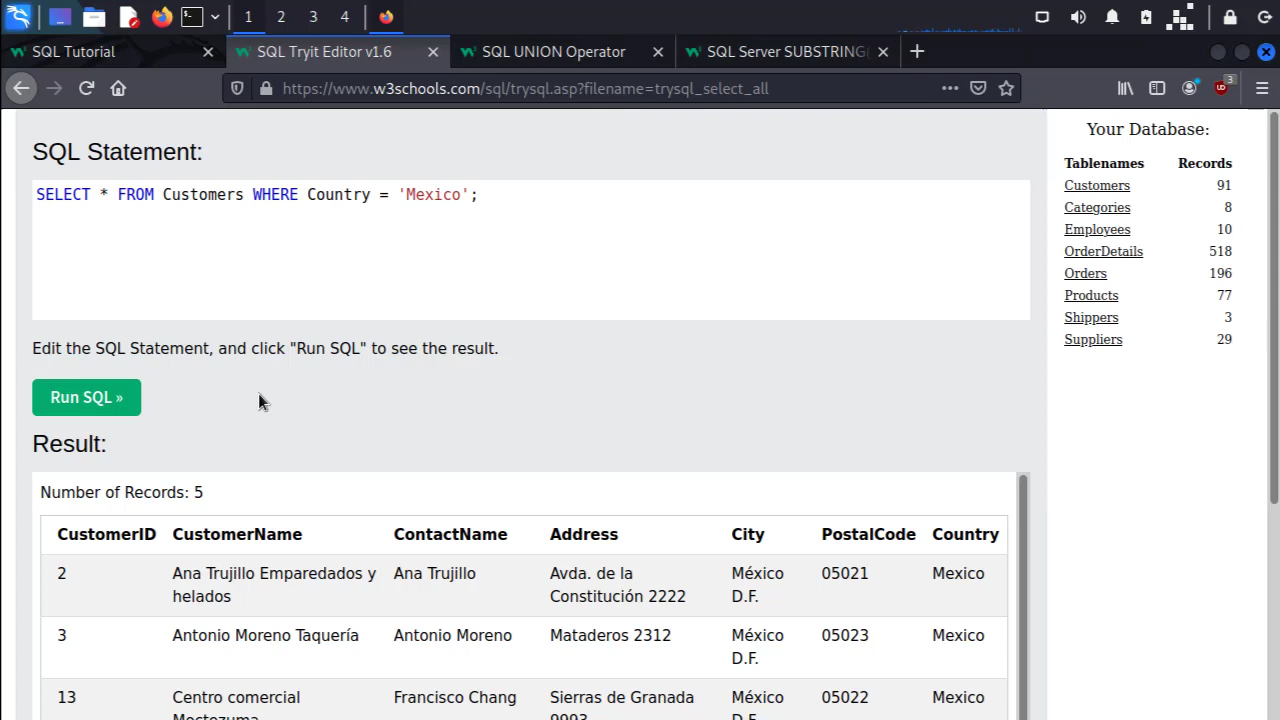 1 2 3 4
SQL Tutorial
SQL Tryit Editor v1.6
SQL UNION Operator
SQL Server SUBSTRING(
https://www.w3schools.com/sql/trysql.asp?filename=trysql_select_all
3
SQL Statement:
SELECT * FROM Customers WHERE Country = 'Mexico';
Edit the SQL Statement, and click "Run SQL" to see the result.
Run SQL »
Result:
Number of Records: 5
CustomerID CustomerName ContactName Address City PostalCode Country
2 Ana Trujillo Emparedados y Ana Trujillo Avda. de la México 05021 Mexico
helados Constitución 2222 D.F.
3 Antonio Moreno Taquería Antonio Moreno Mataderos 2312 México 05023 Mexico
D.F.
13 Centro comercial Francisco Chang Sierras de Granada México 05022 Mexico
Moctezuma 9993 D.F.
Your Database:
Tablenames Records
Customers 91
Categories 8
Employees 10
OrderDetails 518
Orders 196
Products 77
Shippers 3
Suppliers 29